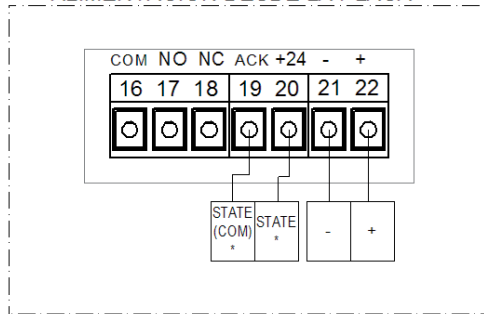 COM NO NC ACK +24 - +
16 17 18 19 20 21 22
STATE
(COM)
*
STATE
*
-
+